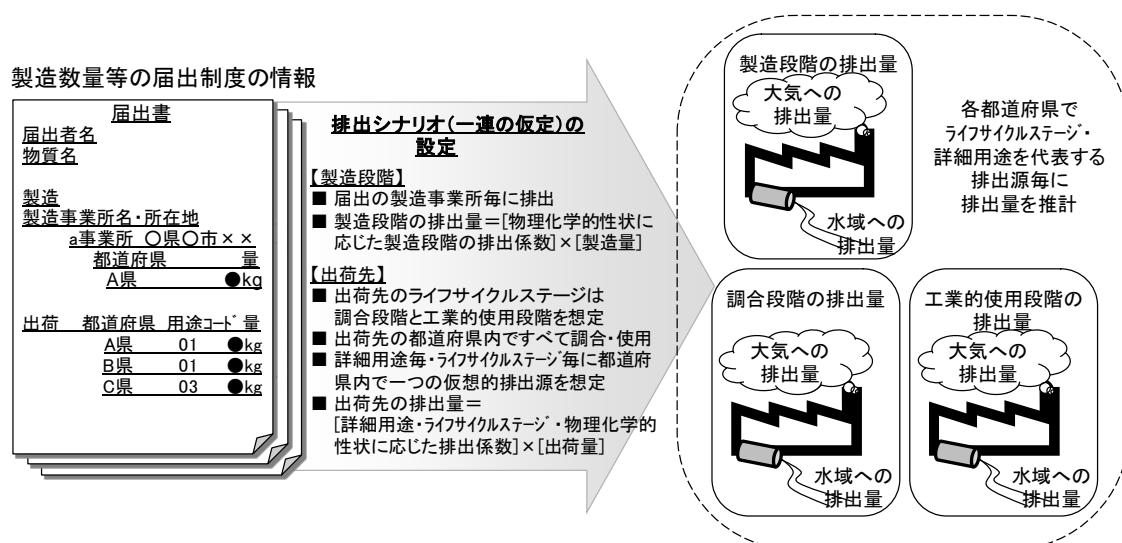 製造数量等の届出制度の情報
届出書
届出者名
物質名
製造
製造事業所名・所在地
a事業所 〇県〇市××
都道府県 量
A県 ●kg
出荷 都道府県 用途コード 量
A県 01 ●kg
B県 01 ●kg
C県 03 ●kg
排出シナリオ(一連の仮定)の
設定
【製造段階】
■ 届出の製造事業所毎に排出
■ 製造段階の排出量=[物理化学的性状に
応じた製造段階の排出係数]×[製造量]
【出荷先】
■ 出荷先のライフサイクルステージは
調合段階と工業的使用段階を想定
■ 出荷先の都道府県内ですべて調合・使用
■ 詳細用途毎・ライフサイクルステージ毎に都道府
県内で一つの仮想的排出源を想定
■ 出荷先の排出量=
[詳細用途・ライフサイクルステージ・物理化学的
性状に応じた排出係数]×[出荷量]
製造段階の排出量
大気への
排出量
水域への
排出量
各都道府県で
ライフサイクルステージ・
詳細用途を代表する
排出源毎に
排出量を推計
調合段階の排出量
大気への
排出量
水域への
排出量
工業的使用段階の
排出量
大気への
排出量
水域への
排出量